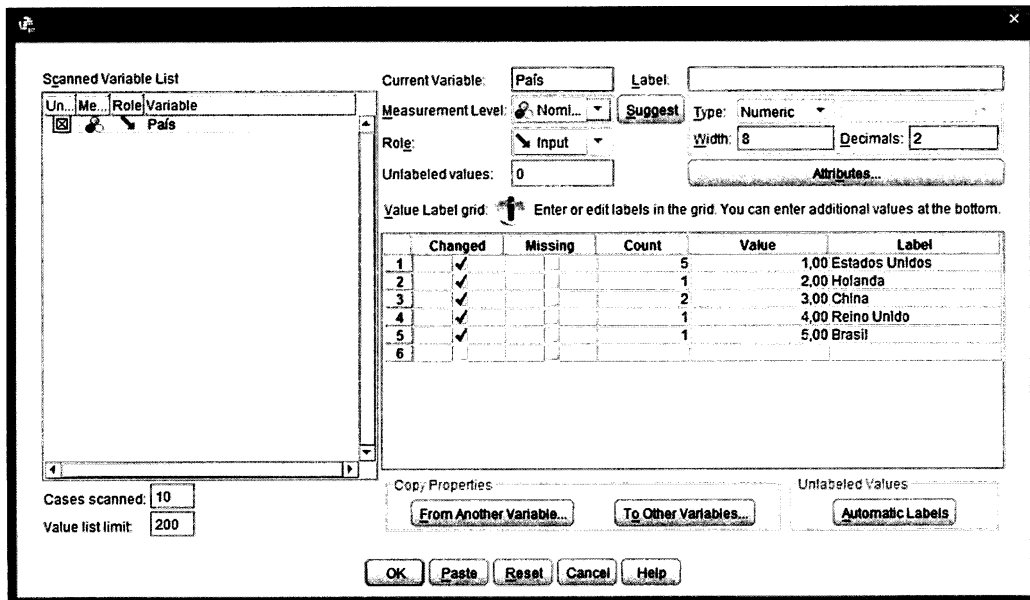 Scanned Variable List
Un... Me... Role Variable
País
Cases scanned: 10
Value list limit: 200
Current Variable: País Label:
Measurement Level: Nomi... Suggest Type: Numeric
Role: Input Width: 8 Decimals: 2
Unlabeled values: 0 Attributes...
Value Label grid: Enter or edit labels in the grid. You can enter additional values at the bottom.
Changed Missing Count Value Label
1 5 1,00 Estados Unidos
2 1 2,00 Holanda
3 2 3,00 China
4 1 4,00 Reino Unido
5 1 5,00 Brasil
6
Copy Properties Unlabeled Values
From Another Variable... To Other Variables... Automatic Labels
OK Paste Reset Cancel Help